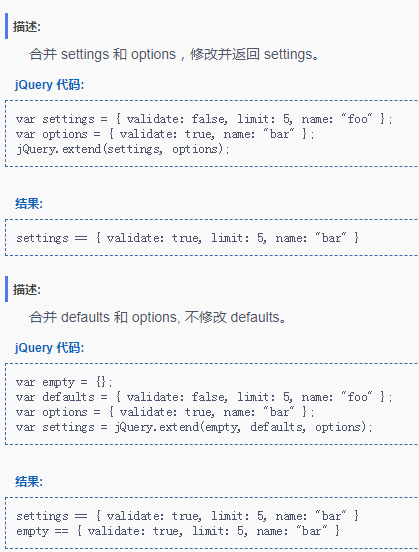 描述:
合并 settings 和 options，修改并返回 settings。
jQuery 代码:
var settings = { validate: false, limit: 5, name: "foo" };
var options = { validate: true, name: "bar" };
jQuery.extend(settings, options);
结果:
settings == { validate: true, limit: 5, name: "bar" }
描述:
合并 defaults 和 options, 不修改 defaults。
jQuery 代码:
var empty = {};
var defaults = { validate: false, limit: 5, name: "foo" };
var options = { validate: true, name: "bar" };
var settings = jQuery.extend(empty, defaults, options);
结果:
settings == { validate: true, limit: 5, name: "bar" }
empty == { validate: true, limit: 5, name: "bar" }